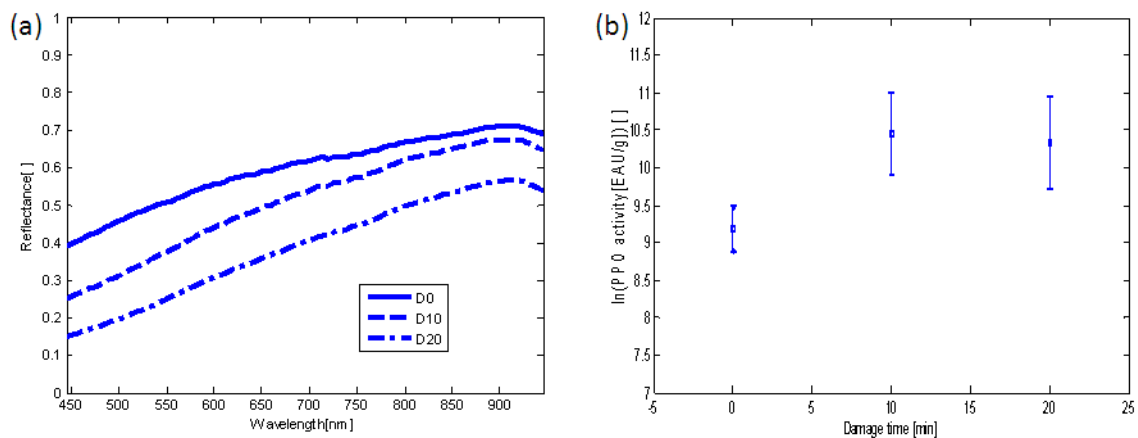 (a)
1
0.9
0.8
0.7
0.6
0.5
0.4
0.3
0.2
0.1
0
Reflectance[ ]
450 500 550 600 650 700 750 800 850 900
Wavelength[nm]
D0
D10
D20
(b)
12
11.5
11
10.5
10
9.5
9
8.5
8
7.5
7
ln(PPO activity[EAU/g]) [ ]
-5 0 5 10 15 20 25
Damage time [min]